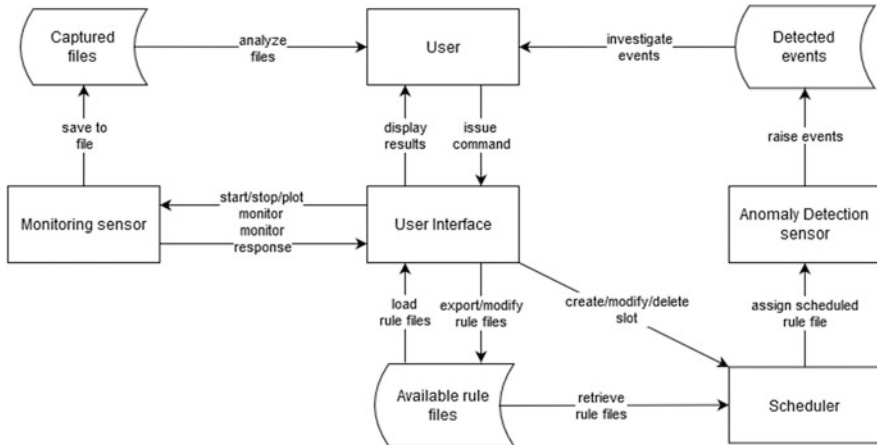 Captured
files
analyze
files
User
investigate
events
Detected
events
save to
file
display
results
issue
command
raise events
Monitoring sensor
start/stop/plot
monitor
monitor
response
User Interface
Anomaly Detection
sensor
load
rule files
export/modify
rule files
create/modify/delete
slot
assign scheduled
rule file
Available rule
files
retrieve
rule files
Scheduler